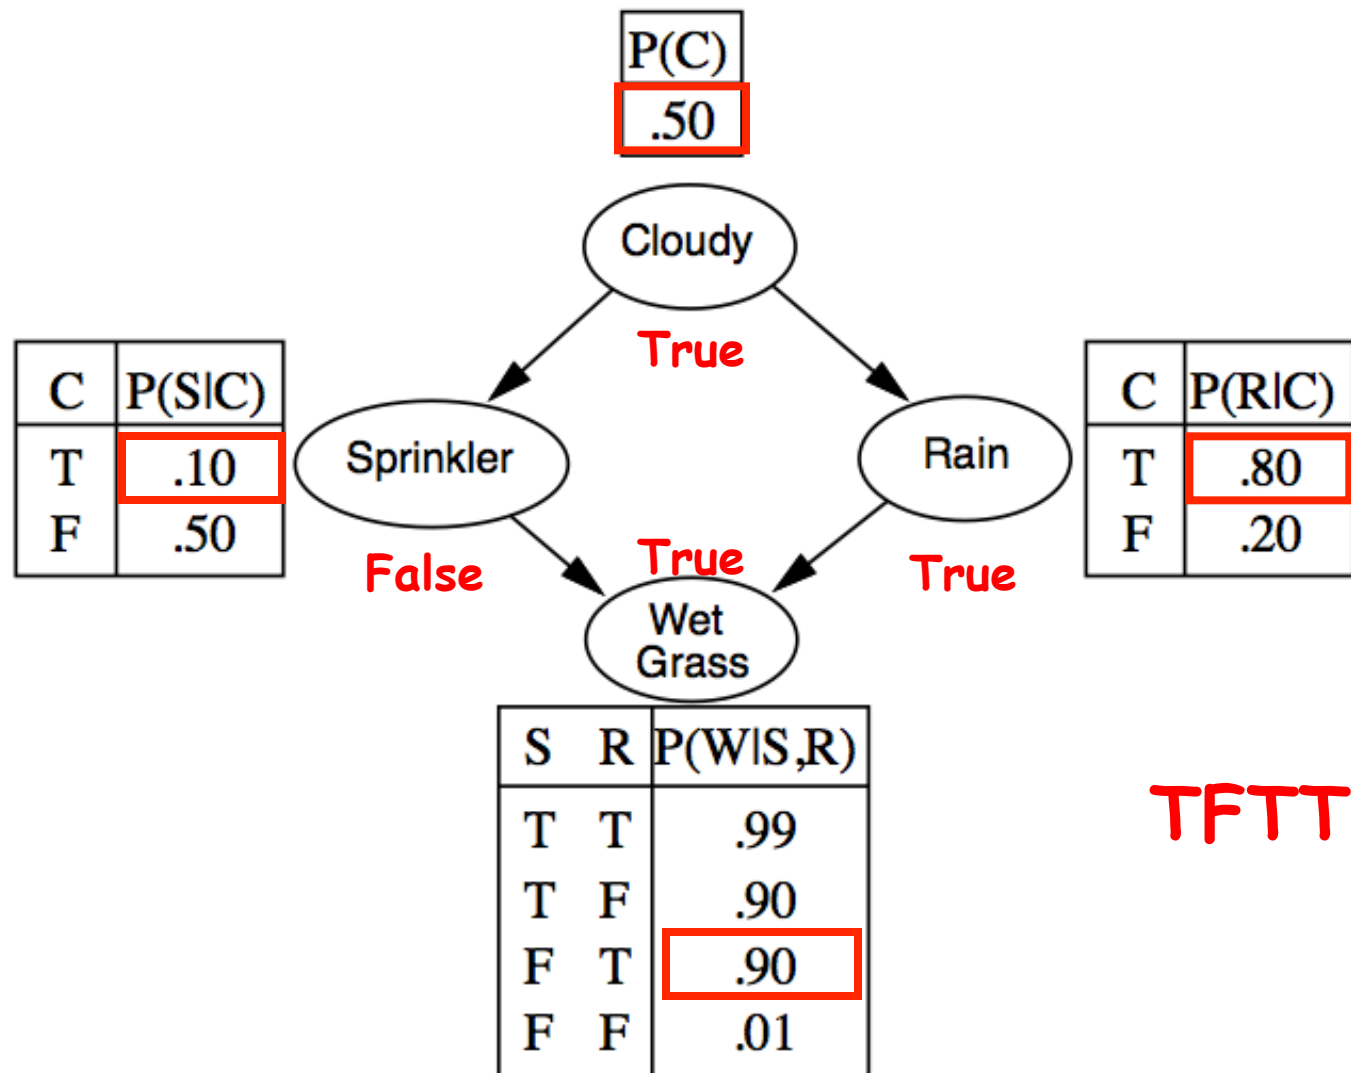 P(C)
.50
Cloudy
True
C P(S|C)
T .10
F .50
Sprinkler
False
Rain
True
C P(R|C)
T .80
F .20
True
Wet
Grass
S R P(W|S,R)
T T .99
T F .90
F T .90
F F .01
TFTT